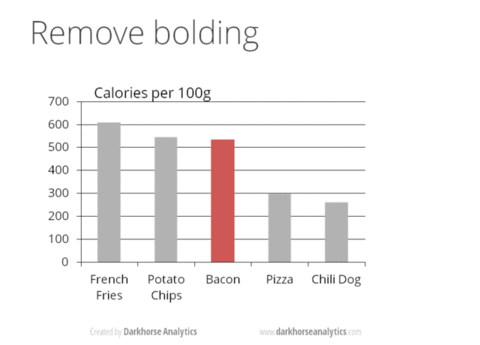 Remove bolding
Calories per 100g
700
600
500
400
300
200
100
0
French Fries
Potato Chips
Bacon
Pizza
Chili Dog
Created by Darkhorse Analytics
www.darkhorseanalytics.com